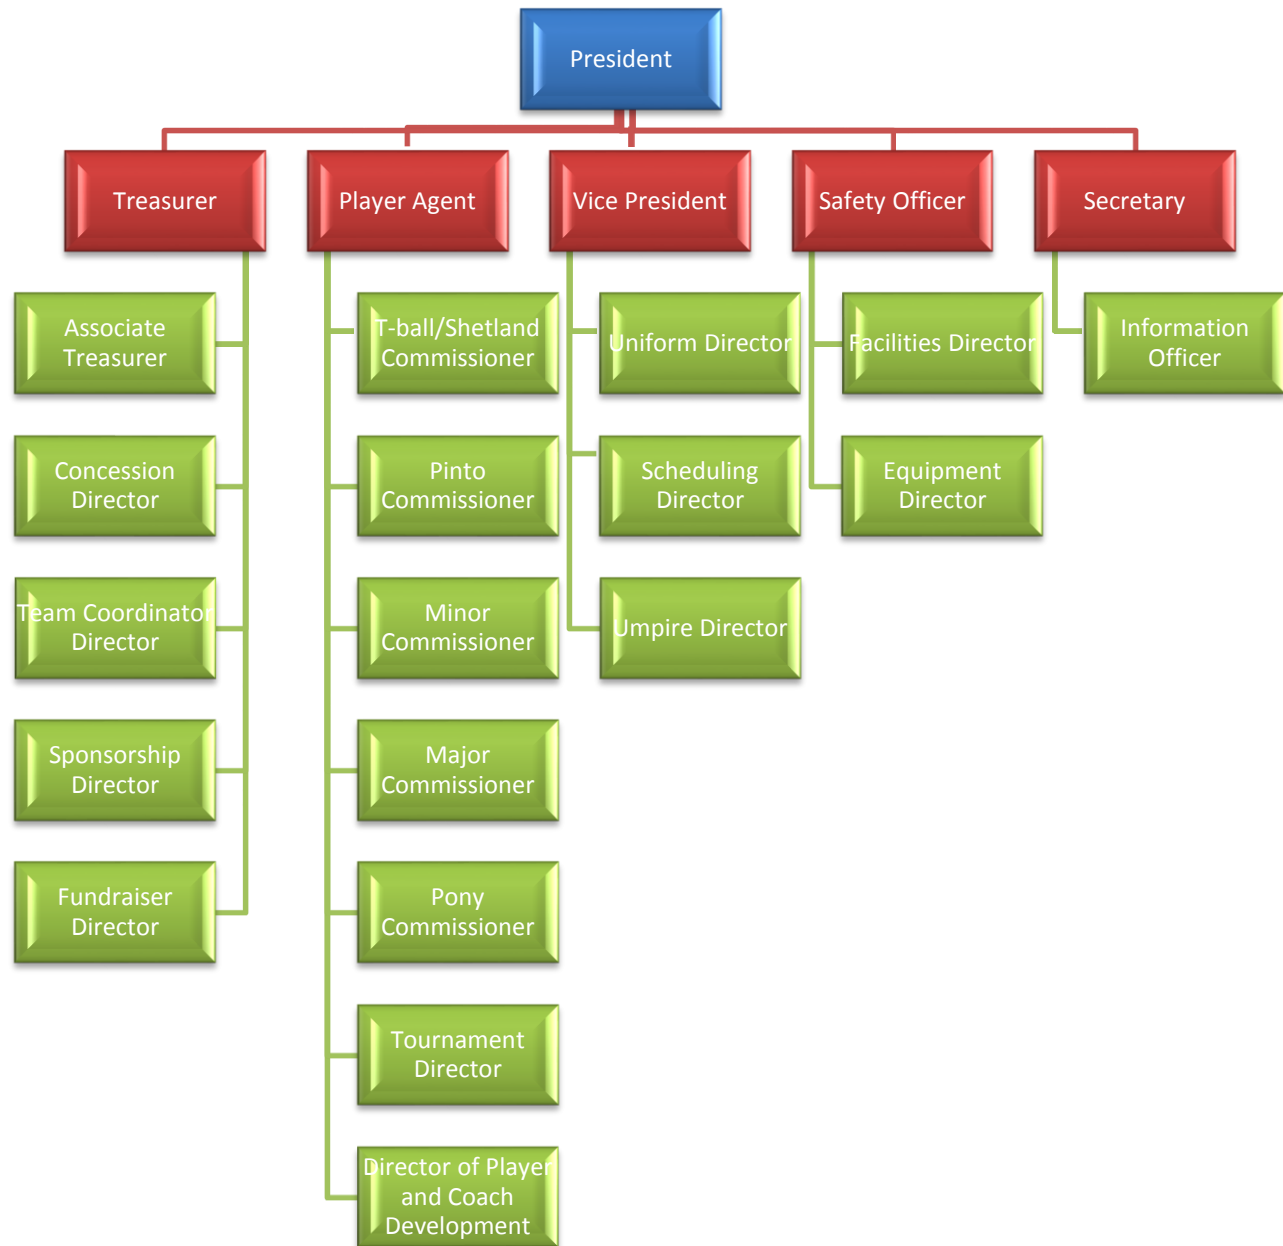 President
Treasurer
Player Agent
Vice President
Safety Officer
Secretary
Associate
Treasurer
Concession
Director
Team Coordinator
Director
Sponsorship
Director
Fundraiser
Director
T-ball/Shetland
Commissioner
Pinto
Commissioner
Minor
Commissioner
Major
Commissioner
Pony
Commissioner
Tournament
Director
Director of Player
and Coach
Development
Uniform Director
Scheduling
Director
Umpire Director
Facilities Director
Equipment
Director
Information
Officer